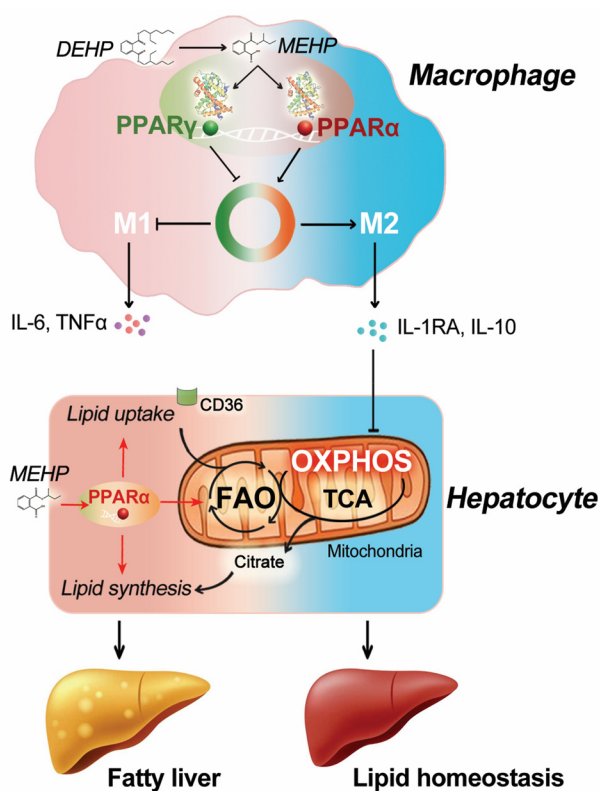 DEHP
MEHP
Macrophage
PPARγ
PPARα
M1
M2
IL-6, TNFα
IL-1RA, IL-10
CD36
Lipid uptake
MEHP
PPARα
OXPHOS
FAO
TCA
Hepatocyte
Mitochondria
Citrate
Lipid synthesis
Fatty liver
Lipid homeostasis